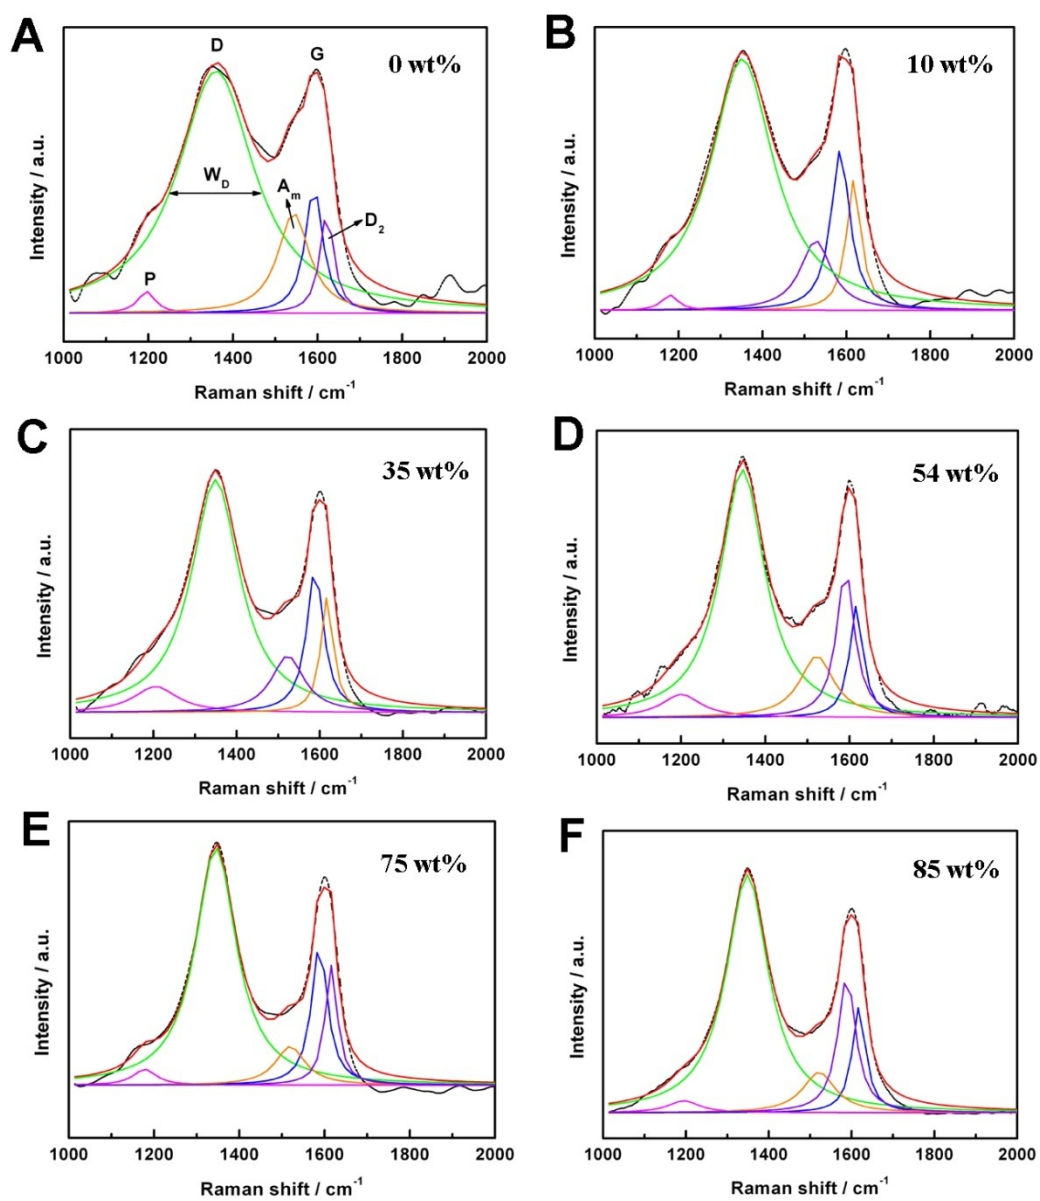 A
D
G
0 wt%
W_D
A_m
D_2
P
Intensity / a.u.
1000 1200 1400 1600 1800 2000
Raman shift / cm⁻¹
B
10 wt%
Intensity / a.u.
1000 1200 1400 1600 1800 2000
Raman shift / cm⁻¹
C
35 wt%
Intensity / a.u.
1000 1200 1400 1600 1800 2000
Raman shift / cm⁻¹
D
54 wt%
Intensity / a.u.
1000 1200 1400 1600 1800 2000
Raman shift / cm⁻¹
E
75 wt%
Intensity / a.u.
1000 1200 1400 1600 1800 2000
Raman shift / cm⁻¹
F
85 wt%
Intensity / a.u.
1000 1200 1400 1600 1800 2000
Raman shift / cm⁻¹